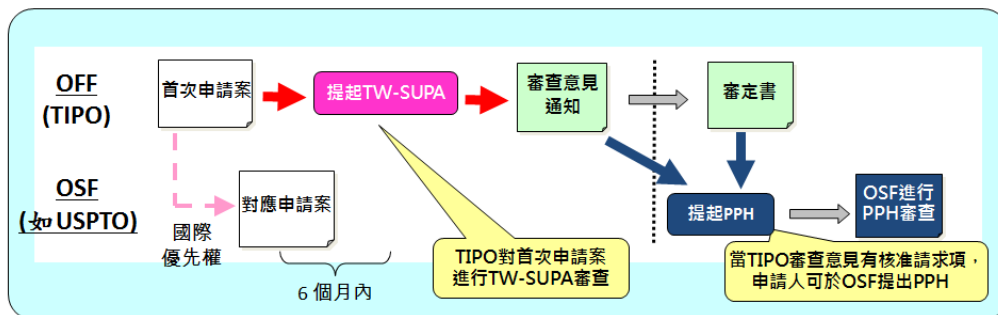 OFF
(TIPO)
首次申請案
提起TW-SUPA
審查意見
通知
審定書
OSF
(如USPTO)
國際
優先權
對應申請案
6個月內
TIPO對首次申請案
進行TW-SUPA審查
提起PPH
OSF進行
PPH審查
當TIPO審查意見有核准請求項，
申請人可於OSF提出PPH